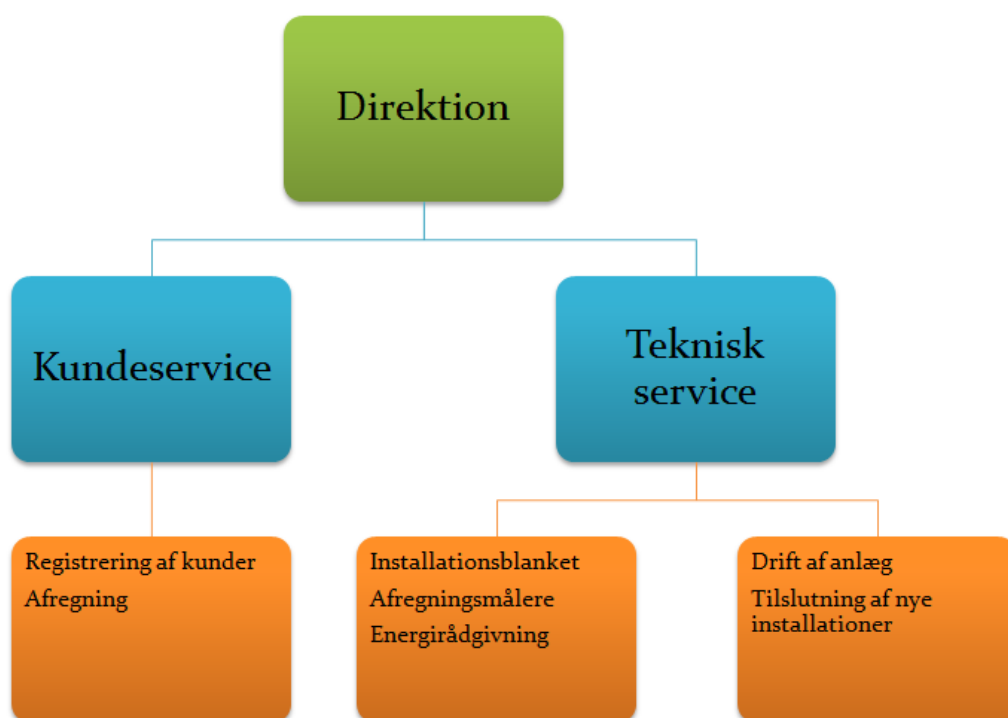 Direktion
Kundeservice
Teknisk
service
Registrering af kunder
Afregning
Installationsblanket
Afregningsmålere
Energirådgivning
Drift af anlæg
Tilslutning af nye
installationer